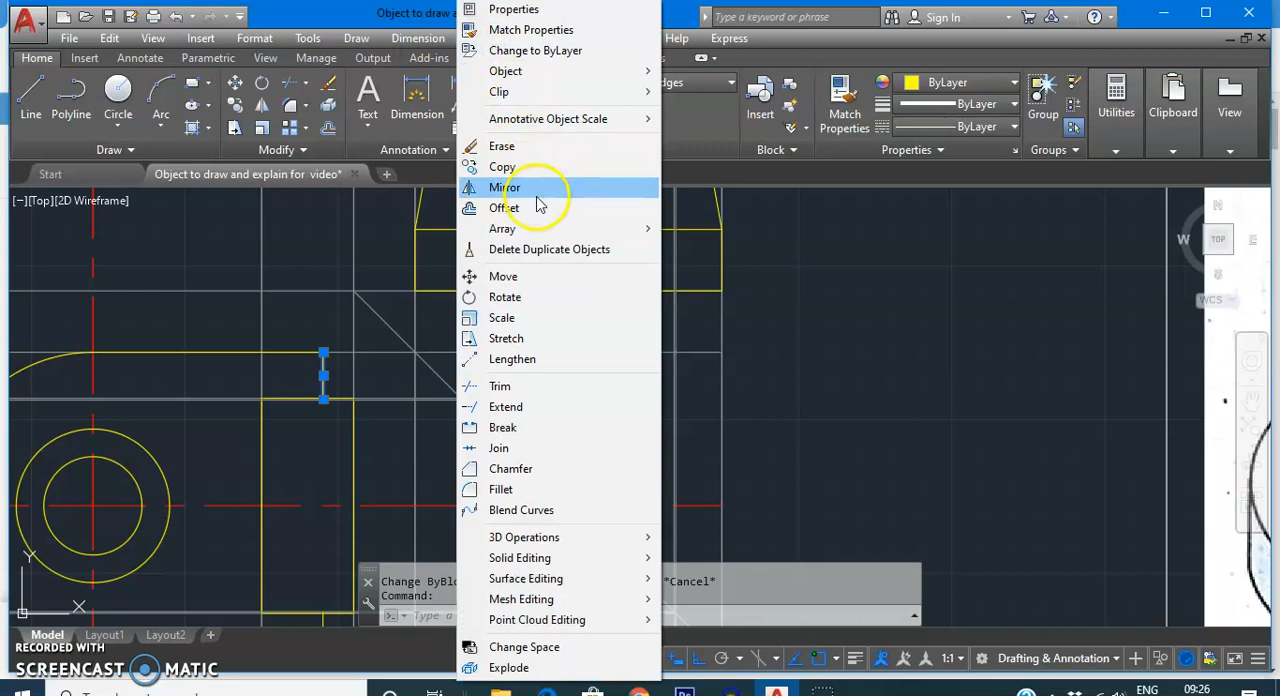 Object to draw a
Type a keyword or phrase
Sign In
File Edit View Insert Format Tools Draw Dimension
Help Express
Home Insert Annotate Parametric View Manage Output Add-ins
Line Polyline Circle Arc
Text Dimension
Draw Modify Annotation
dges
Insert
Block
Match Properties
ByLayer
ByLayer
ByLayer
Properties
Group
Groups
Utilities
Clipboard
View
Start
Object to draw and explain for video*
[−][Top][2D Wireframe]
Properties
Match Properties
Change to ByLayer
Object
Clip
Annotative Object Scale
Erase
Copy
Mirror
Offset
Array
Delete Duplicate Objects
Move
Rotate
Scale
Stretch
Lengthen
Trim
Extend
Break
Join
Chamfer
Fillet
Blend Curves
3D Operations
Solid Editing
Surface Editing
Mesh Editing
Point Cloud Editing
Change Space
Explode
N
W TOP E
S
WCS
Y
X
Change ByBlo
*Cancel*
Command:
Type a
Model Layout1 Layout2
1:1
Drafting & Annotation
RECORDED WITH
SCREENCAST MATIC
ENG
09:26